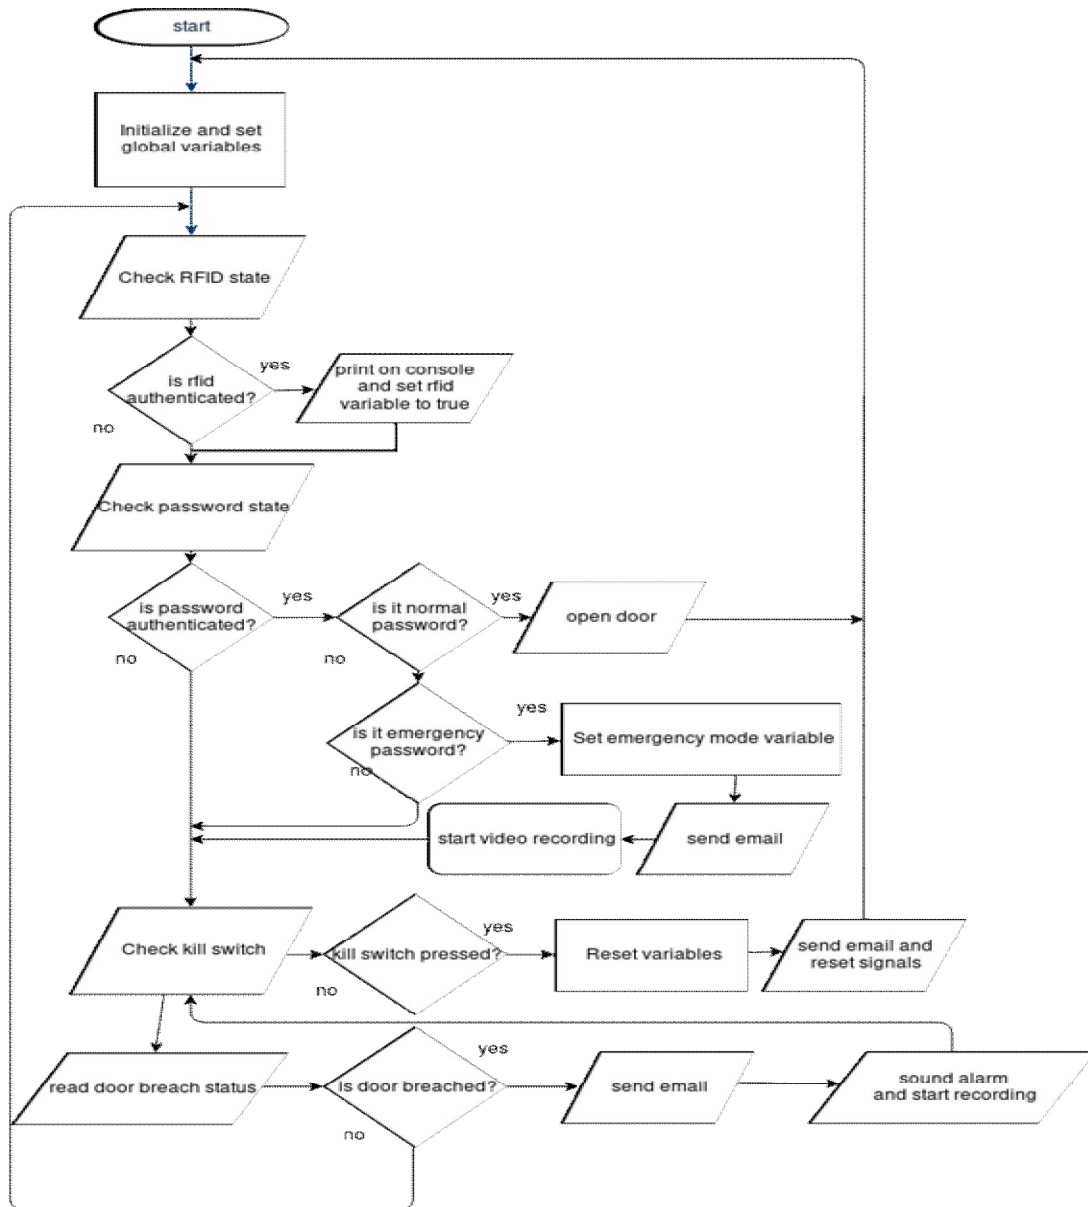 start
Initialize and set
global variables
Check RFID state
is rfid
authenticated?
yes
no
print on console
and set rfid
variable to true
Check password state
is password
authenticated?
yes
no
is it normal
password?
yes
no
open door
is it emergency
password?
yes
no
Set emergency mode variable
send email
start video recording
Check kill switch
kill switch pressed?
yes
no
Reset variables
send email and
reset signals
read door breach status
is door breached?
yes
no
send email
sound alarm
and start recording